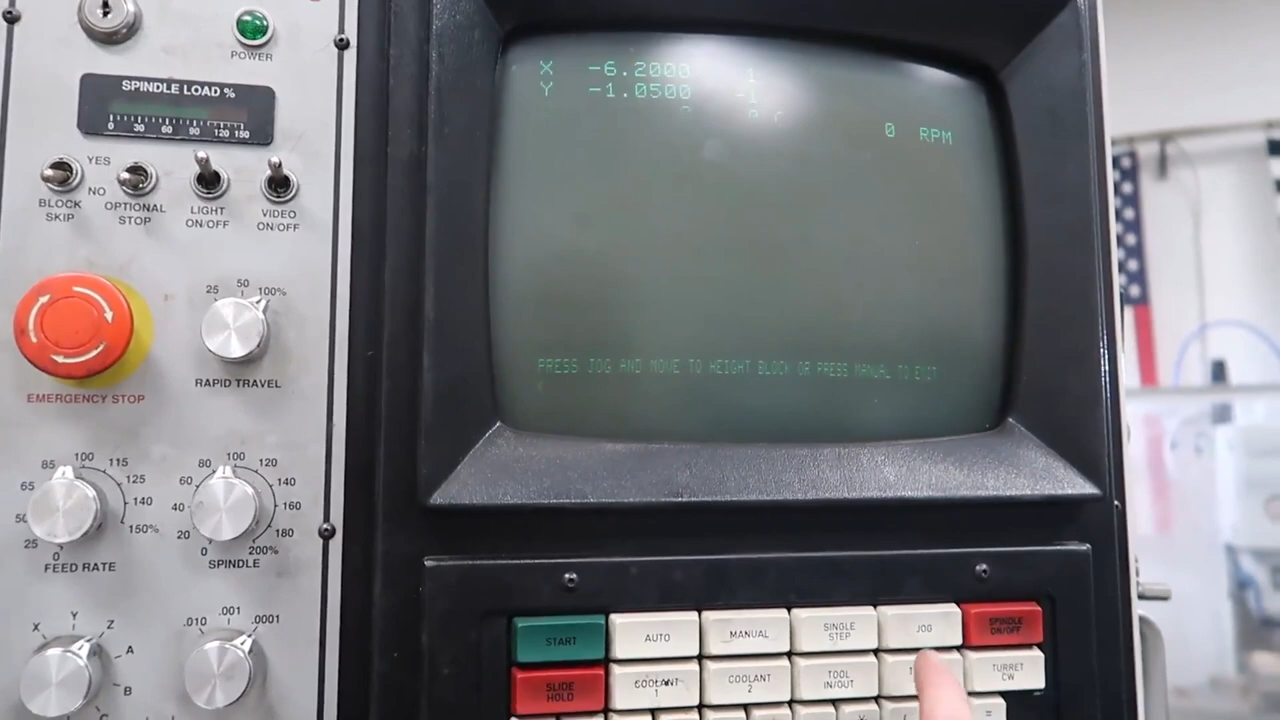 POWER
SPINDLE LOAD %
0 30 60 90 120 150
YES
NO
BLOCK
SKIP
OPTIONAL
STOP
LIGHT
ON/OFF
VIDEO
ON/OFF
25 50 100%
RAPID TRAVEL
EMERGENCY STOP
0 25 65 85 100 115 125 140 150%
FEED RATE
0 20 40 60 80 100 120 140 160 180 200%
SPINDLE
X Y Z A B
.010 .001 .0001
X -6.2000 1
Y -1.0500 -1
0 RPM
PRESS JOG AND MOVE TO HEIGHT BLOCK OR PRESS MANUAL TO EXIT
START
AUTO
MANUAL
SINGLE
STEP
JOG
SPINDLE
ON/OFF
SLIDE
HOLD
COOLANT
1
COOLANT
2
TOOL
IN/OUT
TURRET
CW